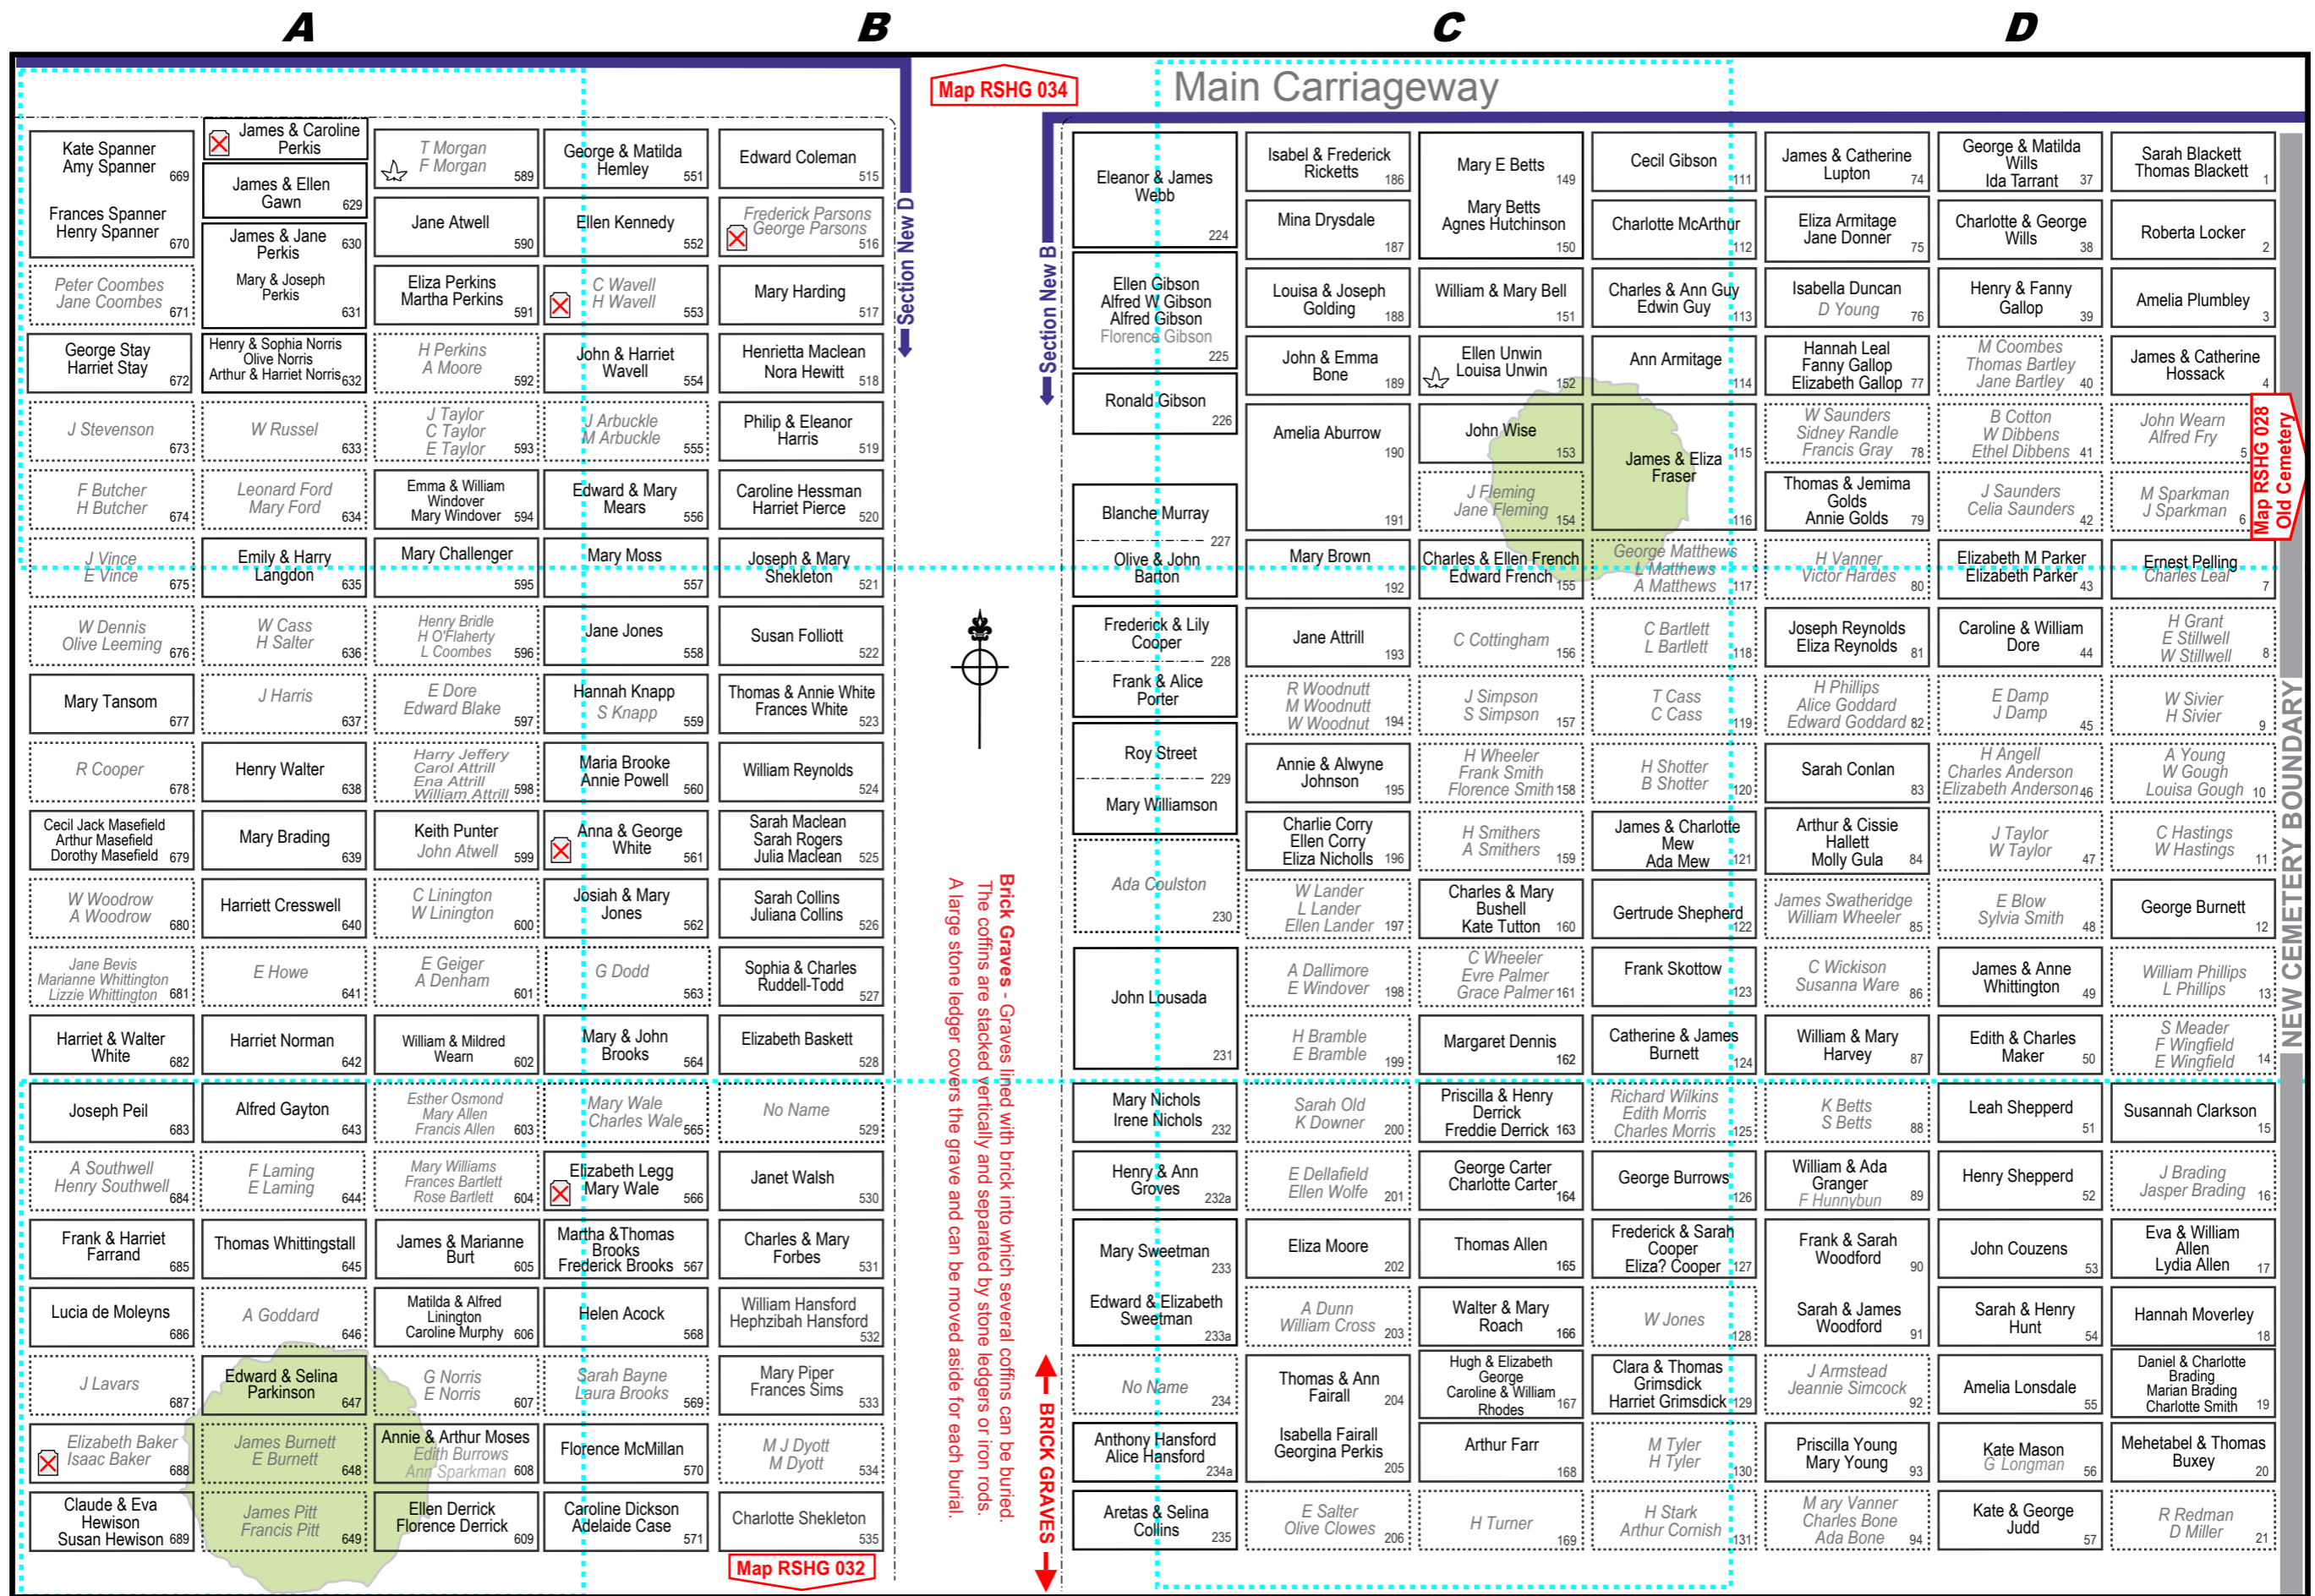 A
B
C
D
Main Carriageway
Map RSHG 034
Section New D
Section New B
Kate Spanner
Amy Spanner
669
Frances Spanner
Henry Spanner
670
Peter Coombes
Jane Coombes
671
George Stay
Harriet Stay
672
J Stevenson
673
F Butcher
H Butcher
674
J Vince
E Vince
675
W Dennis
Olive Leeming 676
Mary Tansom
677
R Cooper
678
Cecil Jack Masefield
Arthur Masefield
Dorothy Masefield 679
W Woodrow
A Woodrow
680
Jane Bevis
Marianne Whittington
Lizzie Whittington 681
Harriet & Walter
White
682
Joseph Peil
683
A Southwell
Henry Southwell
684
Frank & Harriet
Farrand
685
Lucia de Moleyns
686
J Lavars
687
Elizabeth Baker
Isaac Baker
688
Claude & Eva
Hewison
Susan Hewison 689
James & Caroline
Perkis
James & Ellen
Gawn
629
James & Jane
Perkis
630
Mary & Joseph
Perkis
631
Henry & Sophia Norris
Olive Norris
Arthur & Harriet Norris 632
W Russel
633
Leonard Ford
Mary Ford
634
Emily & Harry
Langdon
635
W Cass
H Salter
636
J Harris
637
Henry Walter
638
Mary Brading
639
Harriett Cresswell
640
E Howe
641
Harriet Norman
642
Alfred Gayton
643
F Laming
E Laming
644
Thomas Whittingstall
645
A Goddard
646
Edward & Selina
Parkinson
647
James Burnett
E Burnett
648
James Pitt
Francis Pitt
649
T Morgan
F Morgan
589
Jane Atwell
590
Eliza Perkins
Martha Perkins
591
H Perkins
A Moore
592
J Taylor
C Taylor
E Taylor
593
Emma & William
Windover
Mary Windover 594
Mary Challenger
595
Henry Bridle
H O'Flaherty
L Coombes
596
E Dore
Edward Blake
597
Harry Jeffery
Carol Attrill
Ena Attrill
William Attrill 598
Keith Punter
John Atwell
599
C Linington
W Linington
600
E Geiger
A Denham
601
William & Mildred
Wearn
602
Esther Osmond
Mary Allen
Francis Allen
603
Mary Williams
Frances Bartlett
Rose Bartlett
604
James & Marianne
Burt
605
Matilda & Alfred
Linington
Caroline Murphy 606
G Norris
E Norris
607
Annie & Arthur Moses
Edith Burrows
Ann Sparkman 608
Ellen Derrick
Florence Derrick
609
George & Matilda
Hemley
551
Ellen Kennedy
552
C Wavell
H Wavell
553
John & Harriet
Wavell
554
J Arbuckle
M Arbuckle
555
Edward & Mary
Mears
556
Mary Moss
557
Jane Jones
558
Hannah Knapp
S Knapp
559
Maria Brooke
Annie Powell
560
Anna & George
White
561
Josiah & Mary
Jones
562
G Dodd
563
Mary & John
Brooks
564
Mary Wale
Charles Wale
565
Elizabeth Legg
Mary Wale
566
Martha &Thomas
Brooks
Frederick Brooks 567
Helen Acock
568
Sarah Bayne
Laura Brooks
569
Florence McMillan
570
Caroline Dickson
Adelaide Case
571
Edward Coleman
515
Frederick Parsons
George Parsons
516
Mary Harding
517
Henrietta Maclean
Nora Hewitt
518
Philip & Eleanor
Harris
519
Caroline Hessman
Harriet Pierce
520
Joseph & Mary
Shekleton
521
Susan Folliott
522
Thomas & Annie White
Frances White
523
William Reynolds
524
Sarah Maclean
Sarah Rogers
Julia Maclean
525
Sarah Collins
Juliana Collins
526
Sophia & Charles
Ruddell-Todd
527
Elizabeth Baskett
528
No Name
529
Janet Walsh
530
Charles & Mary
Forbes
531
William Hansford
Hephzibah Hansford
532
Mary Piper
Frances Sims
533
M J Dyott
M Dyott
534
Charlotte Shekleton
535
Map RSHG 032
Brick Graves - Graves lined with brick into which several coffins can be buried.
The coffins are stacked vertically and separated by stone ledgers or iron rods.
A large stone ledger covers the grave and can be moved aside for each burial.
BRICK GRAVES
Eleanor & James
Webb
224
Ellen Gibson
Alfred W Gibson
Alfred Gibson
Florence Gibson
225
Ronald Gibson
226
Blanche Murray
227
Olive & John
Barton
Frederick & Lily
Cooper
228
Frank & Alice
Porter
Roy Street
229
Mary Williamson
Ada Coulston
230
John Lousada
231
Mary Nichols
Irene Nichols
232
Henry & Ann
Groves
232a
Mary Sweetman
233
Edward & Elizabeth
Sweetman
233a
No Name
234
Anthony Hansford
Alice Hansford
234a
Aretas & Selina
Collins
235
Isabel & Frederick
Ricketts
186
Mina Drysdale
187
Louisa & Joseph
Golding
188
John & Emma
Bone
189
Amelia Aburrow
190
191
Mary Brown
192
Jane Attrill
193
R Woodnutt
M Woodnutt
W Woodnut
194
Annie & Alwyne
Johnson
195
Charlie Corry
Ellen Corry
Eliza Nicholls
196
W Lander
L Lander
Ellen Lander
197
A Dallimore
E Windover
198
H Bramble
E Bramble
199
Sarah Old
K Downer
200
E Dellafield
Ellen Wolfe
201
Eliza Moore
202
A Dunn
William Cross
203
Thomas & Ann
Fairall
204
Isabella Fairall
Georgina Perkis
205
E Salter
Olive Clowes
206
Mary E Betts
149
Mary Betts
Agnes Hutchinson
150
William & Mary Bell
151
Ellen Unwin
Louisa Unwin
152
John Wise
153
J Fleming
Jane Fleming
154
Charles & Ellen French
Edward French
155
C Cottingham
156
J Simpson
S Simpson
157
H Wheeler
Frank Smith
Florence Smith 158
H Smithers
A Smithers
159
Charles & Mary
Bushell
Kate Tutton
160
C Wheeler
Evre Palmer
Grace Palmer 161
Margaret Dennis
162
Priscilla & Henry
Derrick
Freddie Derrick 163
George Carter
Charlotte Carter
164
Thomas Allen
165
Walter & Mary
Roach
166
Hugh & Elizabeth
George
Caroline & William
Rhodes
167
Arthur Farr
168
H Turner
169
Cecil Gibson
111
Charlotte McArthur
112
Charles & Ann Guy
Edwin Guy
113
Ann Armitage
114
James & Eliza
Fraser
115
116
George Matthews
L Matthews
A Matthews
117
C Bartlett
L Bartlett
118
T Cass
C Cass
119
H Shotter
B Shotter
120
James & Charlotte
Mew
Ada Mew
121
Gertrude Shepherd
122
Frank Skottow
123
Catherine & James
Burnett
124
Richard Wilkins
Edith Morris
Charles Morris
125
George Burrows
126
Frederick & Sarah
Cooper
Eliza? Cooper
127
W Jones
128
Clara & Thomas
Grimsdick
Harriet Grimsdick 129
M Tyler
H Tyler
130
H Stark
Arthur Cornish
131
James & Catherine
Lupton
74
Eliza Armitage
Jane Donner
75
Isabella Duncan
D Young
76
Hannah Leal
Fanny Gallop
Elizabeth Gallop 77
W Saunders
Sidney Randle
Francis Gray
78
Thomas & Jemima
Golds
Annie Golds
79
H Vanner
Victor Hardes
80
Joseph Reynolds
Eliza Reynolds
81
H Phillips
Alice Goddard
Edward Goddard 82
Sarah Conlan
83
Arthur & Cissie
Hallett
Molly Gula
84
James Swatheridge
William Wheeler
85
C Wickison
Susanna Ware
86
William & Mary
Harvey
87
K Betts
S Betts
88
William & Ada
Granger
F Hunnybun
89
Frank & Sarah
Woodford
90
Sarah & James
Woodford
91
J Armstead
Jeannie Simcock
92
Priscilla Young
Mary Young
93
M ary Vanner
Charles Bone
Ada Bone
94
George & Matilda
Wills
Ida Tarrant
37
Charlotte & George
Wills
38
Henry & Fanny
Gallop
39
M Coombes
Thomas Bartley
Jane Bartley
40
B Cotton
W Dibbens
Ethel Dibbens
41
J Saunders
Celia Saunders
42
Elizabeth M Parker
Elizabeth Parker
43
Caroline & William
Dore
44
E Damp
J Damp
45
H Angell
Charles Anderson
Elizabeth Anderson 46
J Taylor
W Taylor
47
E Blow
Sylvia Smith
48
James & Anne
Whittington
49
Edith & Charles
Maker
50
Leah Shepperd
51
Henry Shepperd
52
John Couzens
53
Sarah & Henry
Hunt
54
Amelia Lonsdale
55
Kate Mason
G Longman
56
Kate & George
Judd
57
Sarah Blackett
Thomas Blackett
1
Roberta Locker
2
Amelia Plumbley
3
James & Catherine
Hossack
4
John Wearn
Alfred Fry
5
M Sparkman
J Sparkman
6
Ernest Pelling
Charles Leal
7
H Grant
E Stillwell
W Stillwell
8
W Sivier
H Sivier
9
A Young
W Gough
Louisa Gough
10
C Hastings
W Hastings
11
George Burnett
12
William Phillips
L Phillips
13
S Meader
F Wingfield
E Wingfield
14
Susannah Clarkson
15
J Brading
Jasper Brading
16
Eva & William
Allen
Lydia Allen
17
Hannah Moverley
18
Daniel & Charlotte
Brading
Marian Brading
Charlotte Smith
19
Mehetabel & Thomas
Buxey
20
R Redman
D Miller
21
Map RSHG 028
Old Cemetery
NEW CEMETERY BOUNDARY